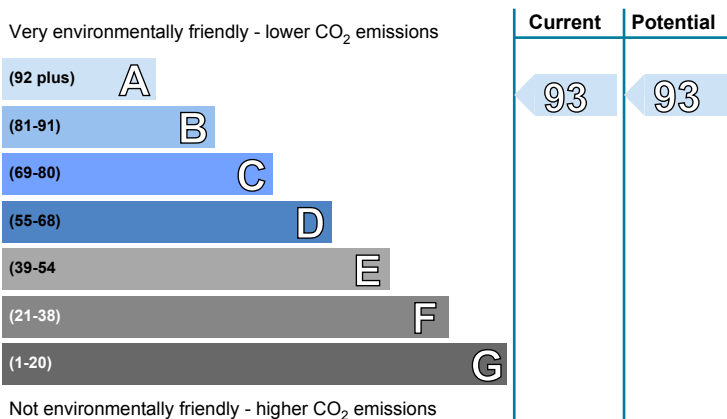 Very environmentally friendly - lower CO2 emissions
Current
Potential
(92 plus) A
93
93
(81-91) B
(69-80) C
(55-68) D
(39-54 E
(21-38) F
(1-20) G
Not environmentally friendly - higher CO2 emissions